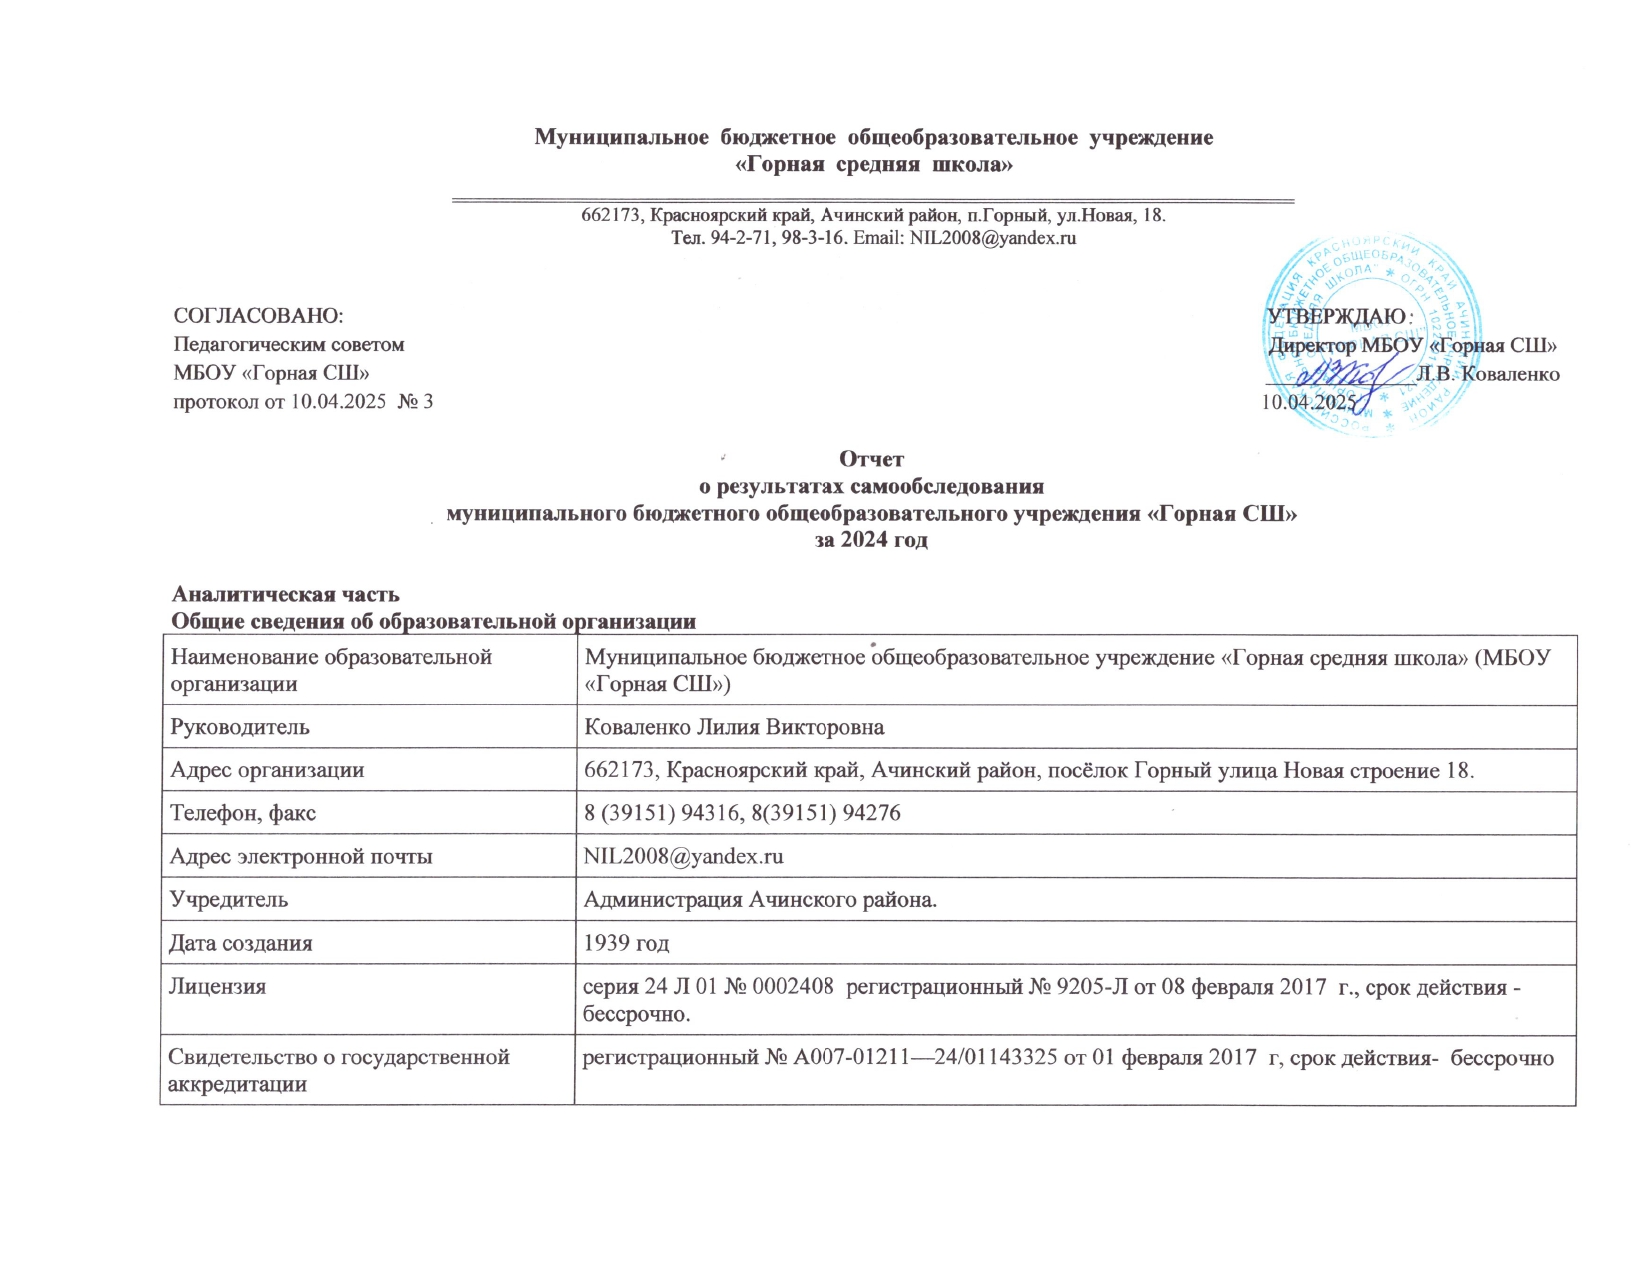 Муниципальное бюджетное общеобразовательное учреждение
«Горная средняя школа»
662173, Красноярский край, Ачинский район, п.Горный, ул.Новая, 18.
Тел. 94-2-71, 98-3-16. Email: NIL2008@yandex.ru
СОГЛАСОВАНО:
Педагогическим советом
МБОУ «Горная СШ»
протокол от 10.04.2025 № 3
УТВЕРЖДАЮ:
Директор МБОУ «Горная СШ»
Л.В. Коваленко
10.04.2025
Отчет
о результатах самообследования
муниципального бюджетного общеобразовательного учреждения «Горная СШ»
за 2024 год
Аналитическая часть
Общие сведения об образовательной организации
Наименование образовательной
организации
Муниципальное бюджетное общеобразовательное учреждение «Горная средняя школа» (МБОУ
«Горная СШ»)
Руководитель
Коваленко Лилия Викторовна
Адрес организации
662173, Красноярский край, Ачинский район, посёлок Горный улица Новая строение 18.
Телефон, факс
8 (39151) 94316, 8(39151) 94276
Адрес электронной почты
NIL2008@yandex.ru
Учредитель
Администрация Ачинского района.
Дата создания
1939 год
Лицензия
серия 24 Л 01 № 0002408 регистрационный № 9205-Л от 08 февраля 2017 г., срок действия -
бессрочно.
Свидетельство о государственной
аккредитации
регистрационный № А007-01211—24/01143325 от 01 февраля 2017 г, срок действия- бессрочно